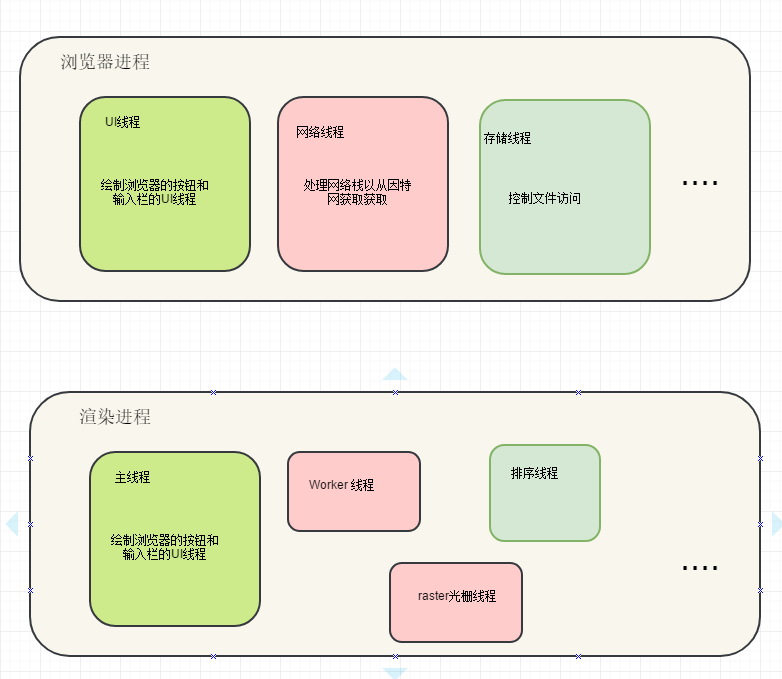 浏览器进程
UI线程
绘制浏览器的按钮和
输入栏的UI线程
网络线程
处理网络栈以从因特
网获取获取
存储线程
控制文件访问
....
渲染进程
主线程
绘制浏览器的按钮和
输入栏的UI线程
Worker 线程
排序线程
raster光栅线程
....